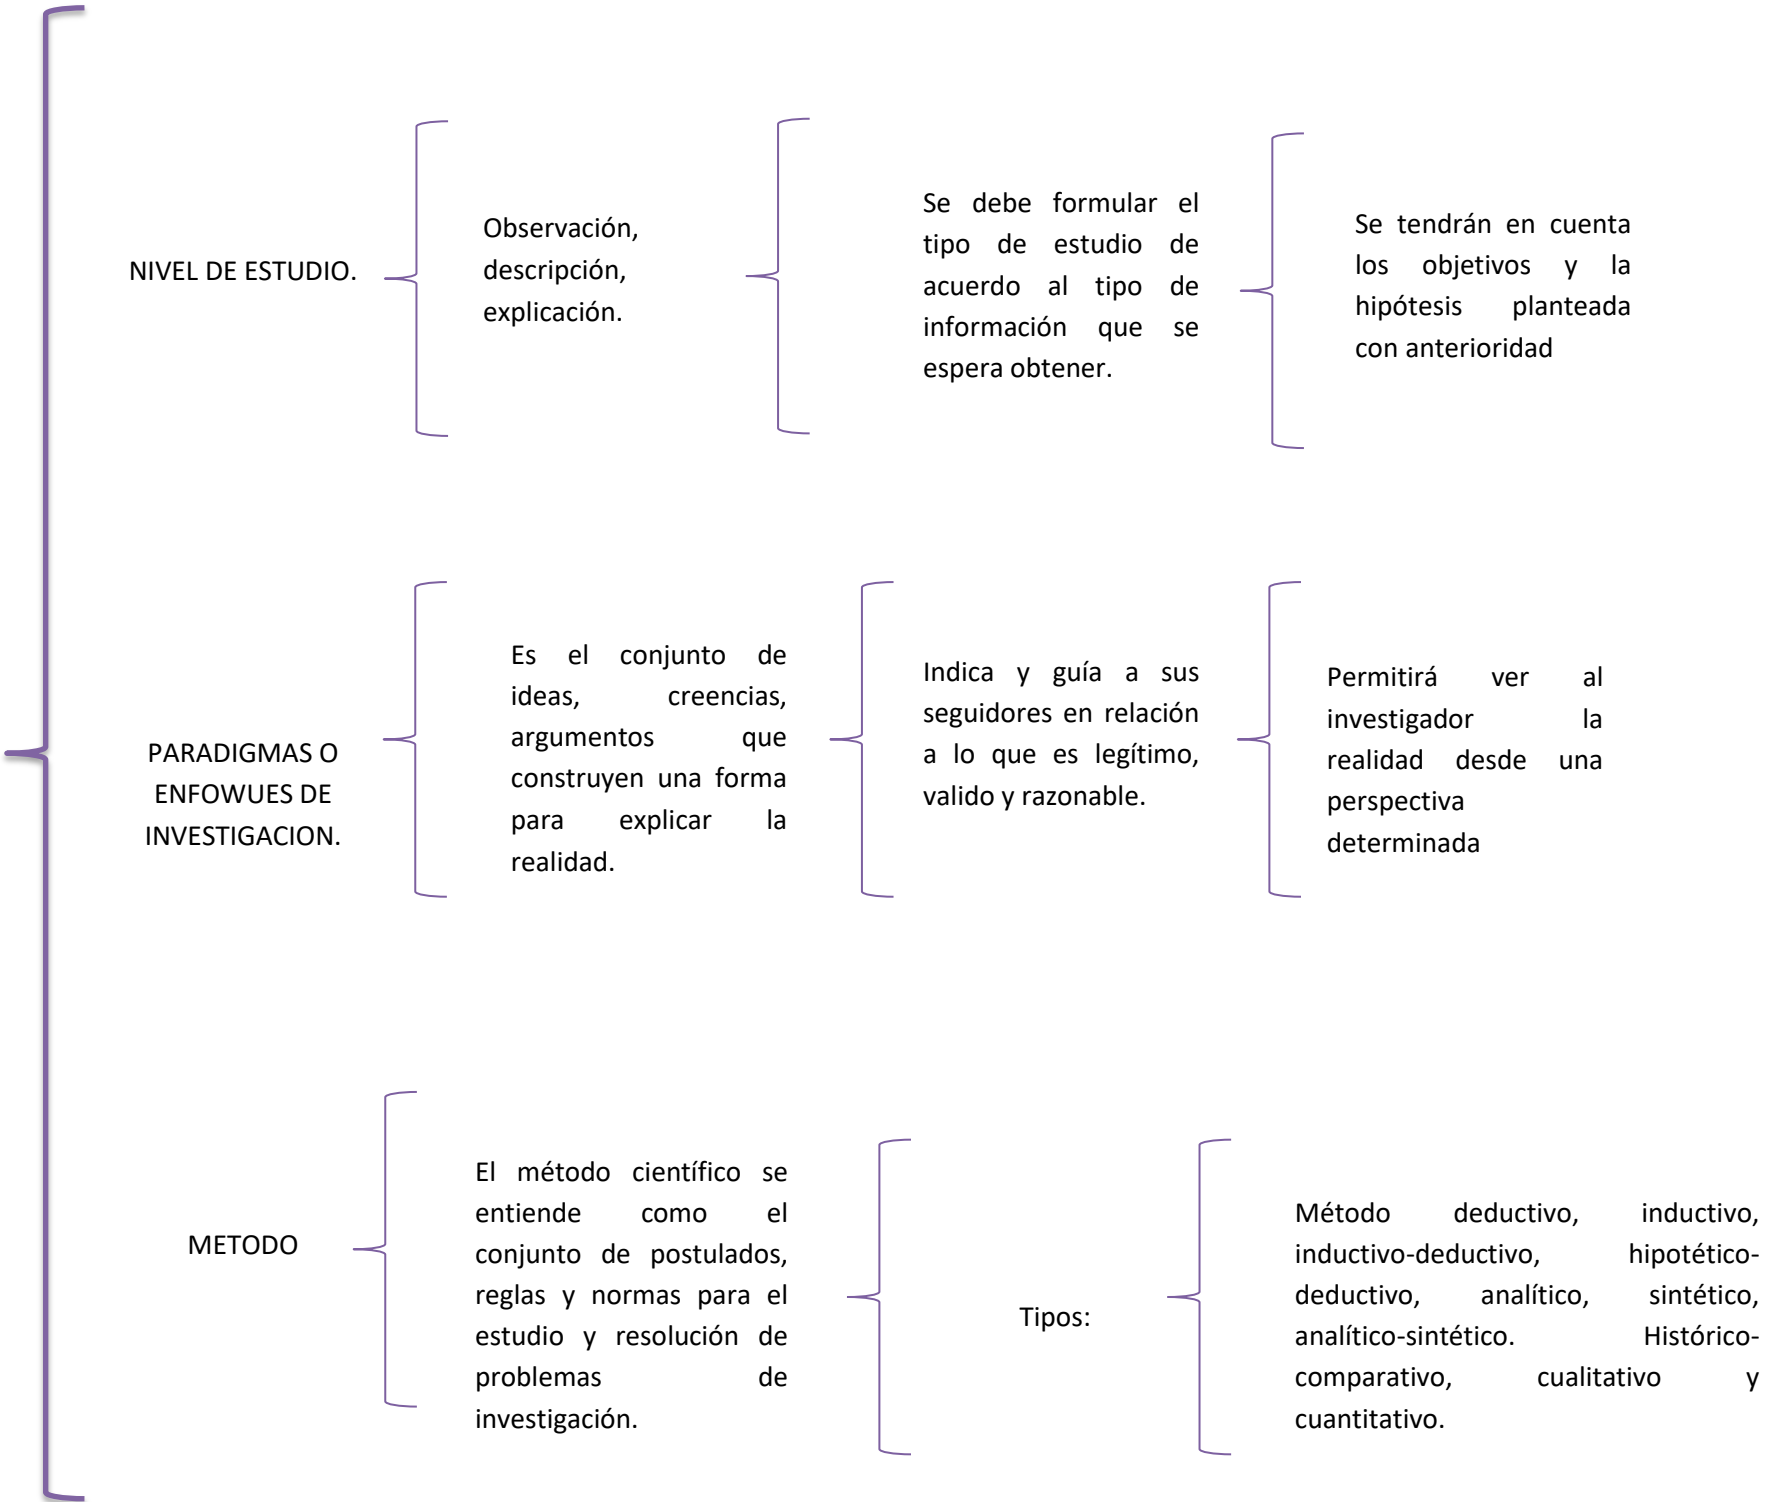 NIVEL DE ESTUDIO.
Observación,
descripción,
explicación.
Se debe formular el
tipo de estudio de
acuerdo al tipo de
información que se
espera obtener.
Se tendrán en cuenta
los objetivos y la
hipótesis planteada
con anterioridad
PARADIGMAS O
ENFOWUES DE
INVESTIGACION.
Es el conjunto de
ideas, creencias,
argumentos que
construyen una forma
para explicar la
realidad.
Indica y guía a sus
seguidores en relación
a lo que es legítimo,
valido y razonable.
Permitirá ver al
investigador la
realidad desde una
perspectiva
determinada
METODO
El método científico se
entiende como el
conjunto de postulados,
reglas y normas para el
estudio y resolución de
problemas de
investigación.
Tipos:
Método deductivo, inductivo,
inductivo-deductivo, hipotético-
deductivo, analítico, sintético,
analítico-sintético. Histórico-
comparativo, cualitativo y
cuantitativo.